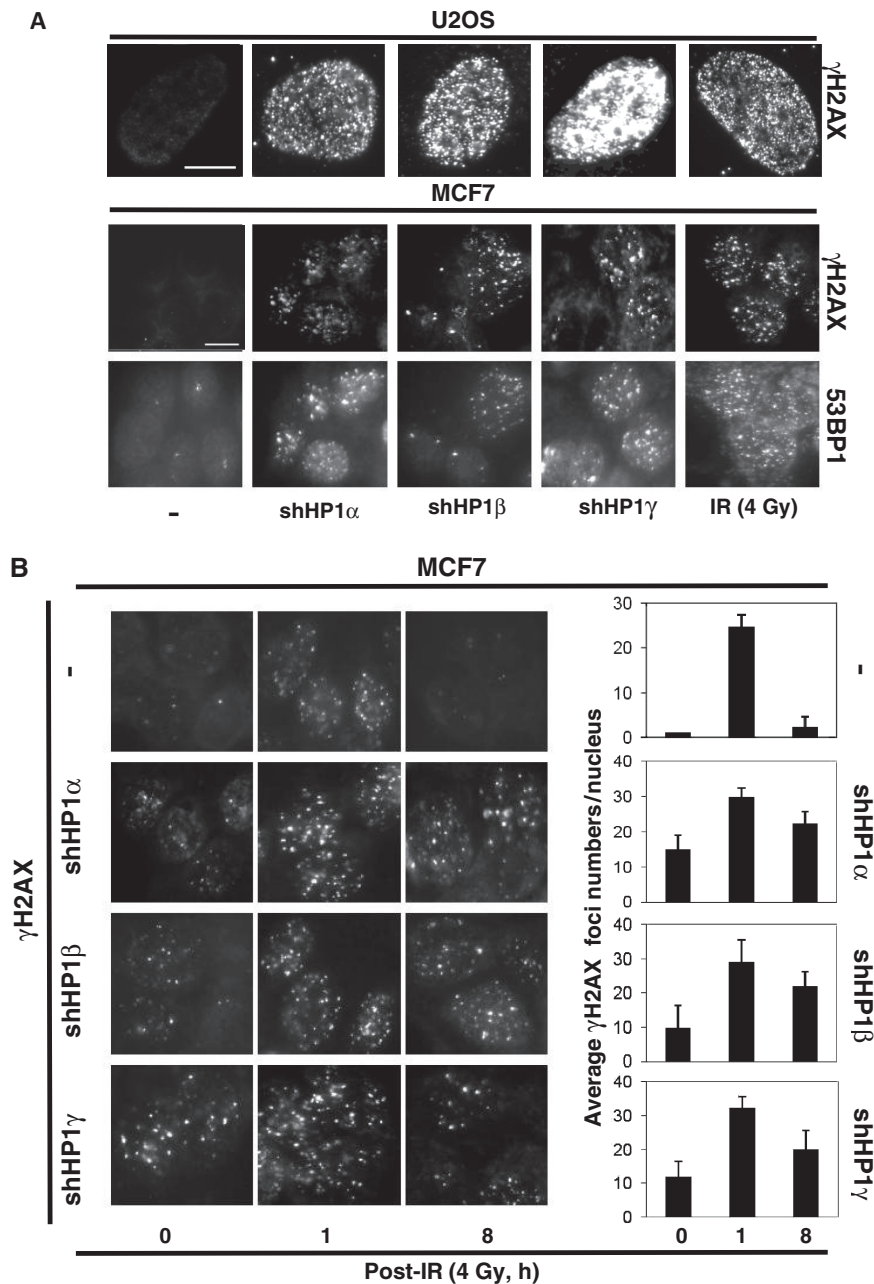 A
U2OS
γH2AX
MCF7
γH2AX
53BP1
- shHP1α shHP1β shHP1γ IR (4 Gy)
B
MCF7
γH2AX
-
shHP1α
shHP1β
shHP1γ
0 1 8
Post-IR (4 Gy, h)
Average γH2AX foci numbers/nucleus
30
20
10
0
-
40
30
20
10
0
shHP1α
40
30
20
10
0
shHP1β
40
30
20
10
0
shHP1γ
0 1 8